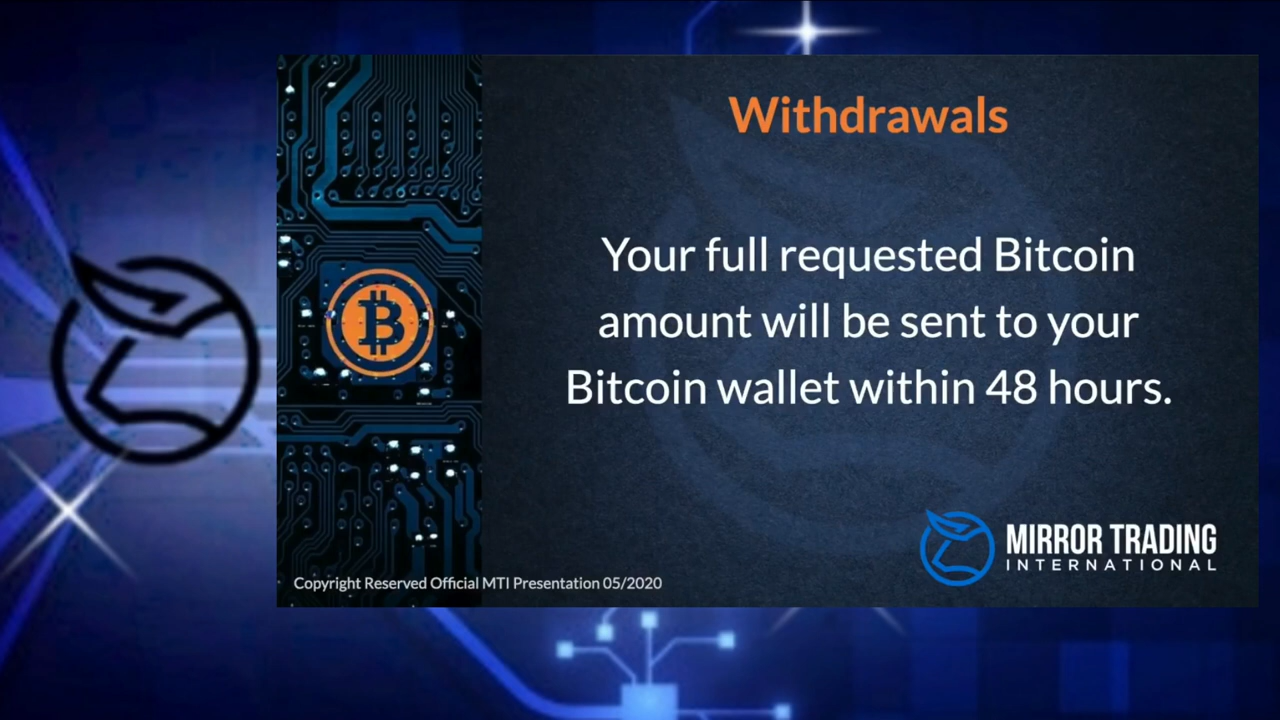 Withdrawals
Your full requested Bitcoin
amount will be sent to your
Bitcoin wallet within 48 hours.
MIRROR TRADING
INTERNATIONAL
Copyright Reserved Official MTI Presentation 05/2020